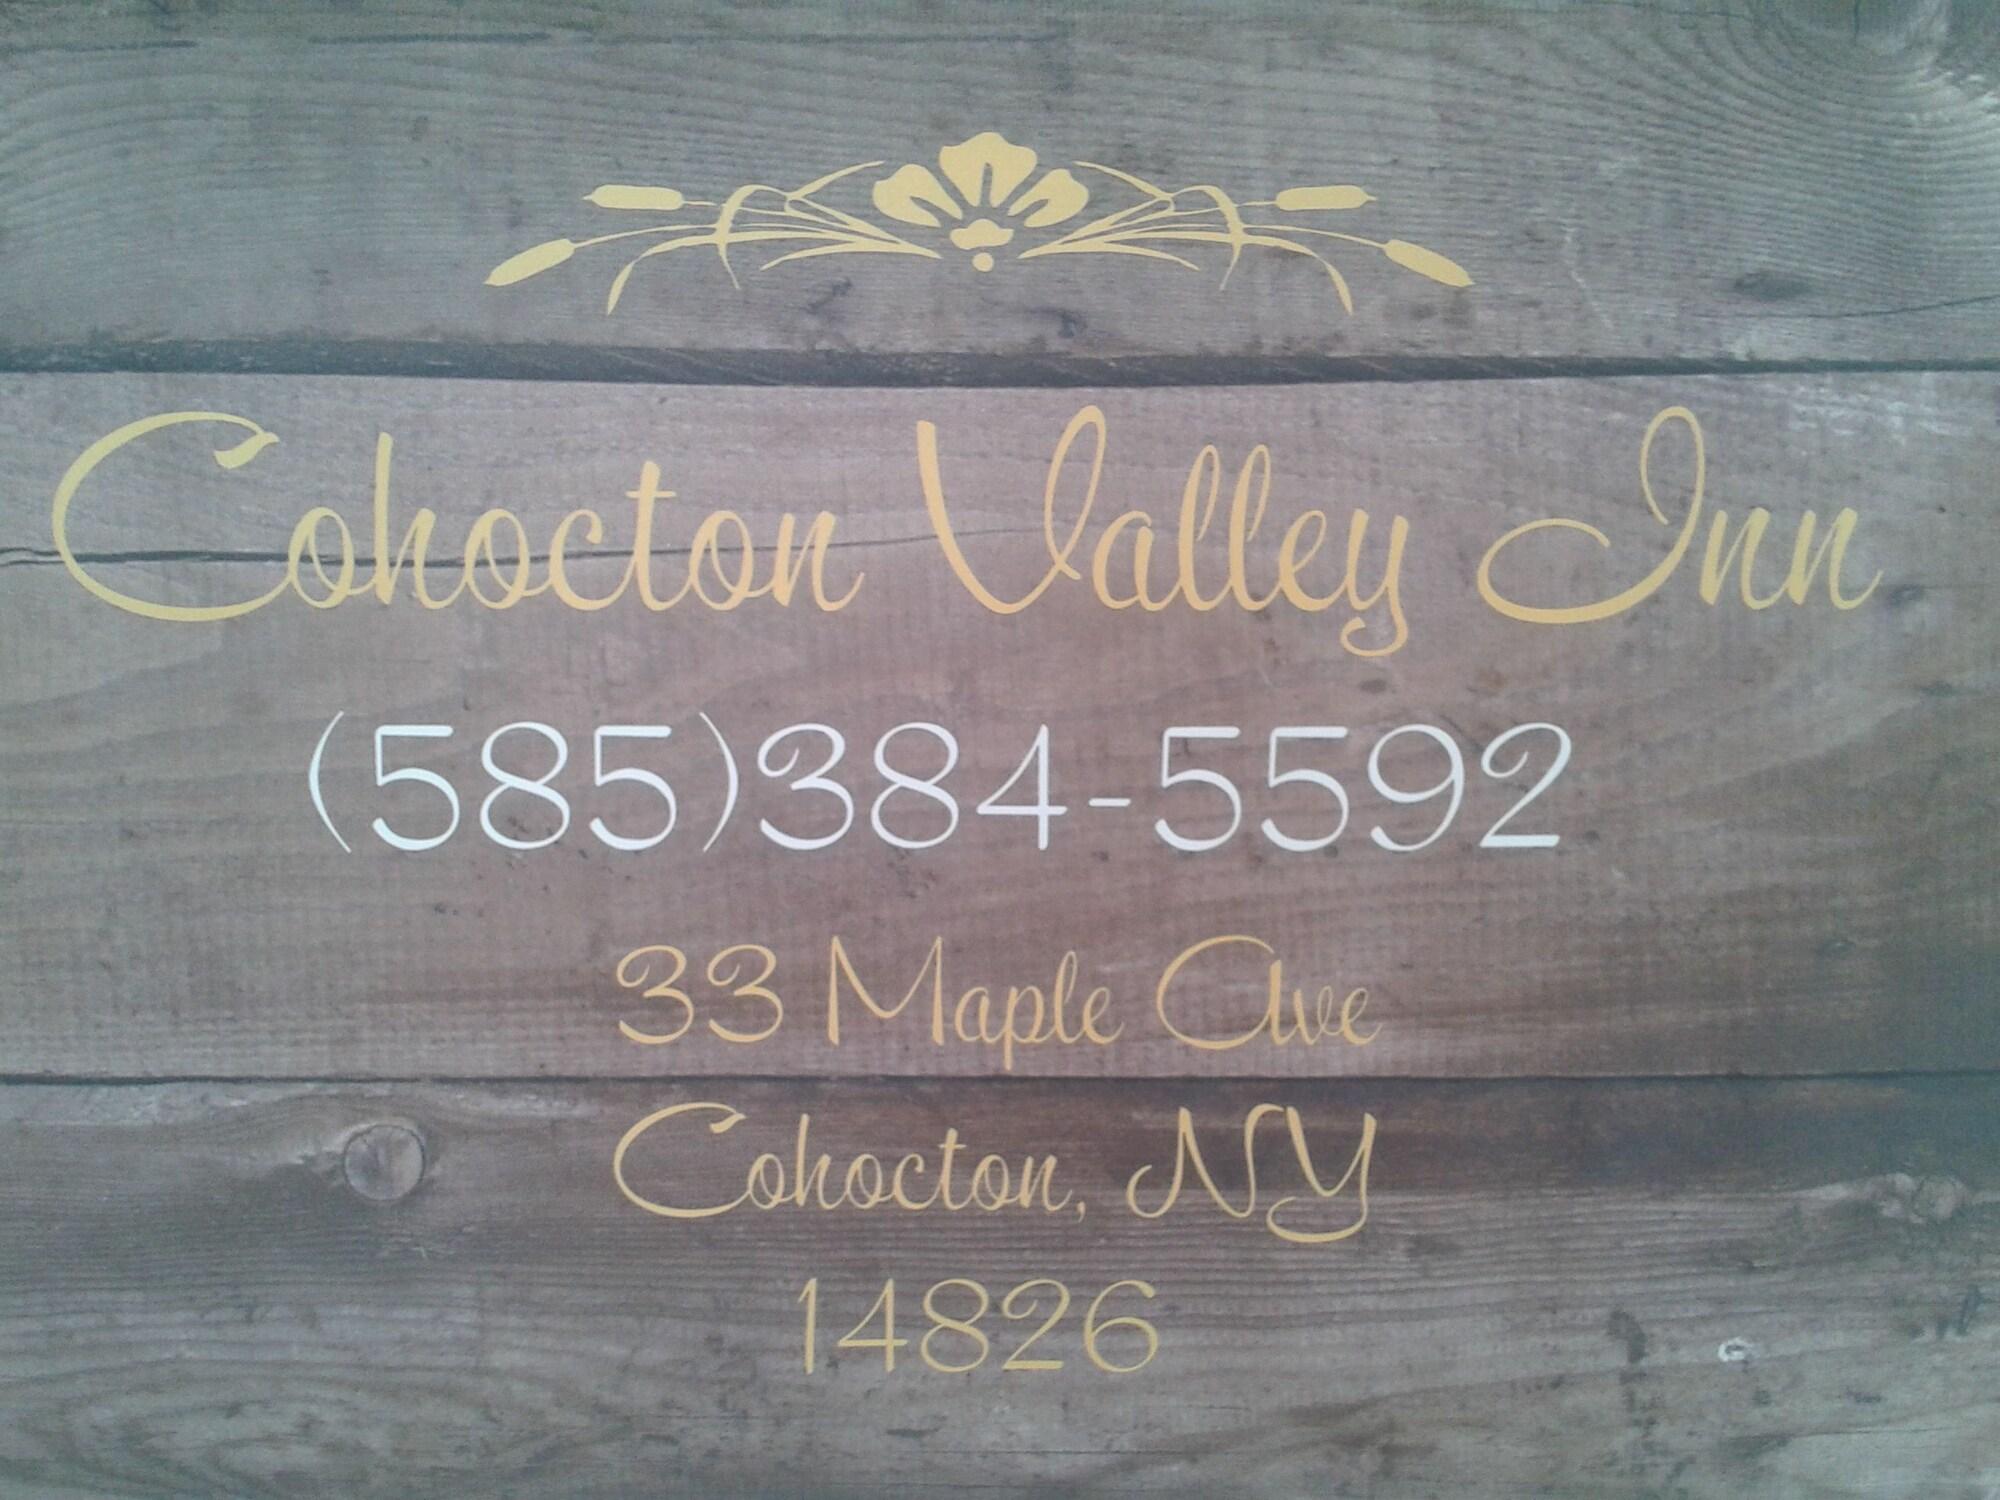 Cohocton Valley Inn
(585)384-5592
33 Maple Ave
Cohocton, NY
14826